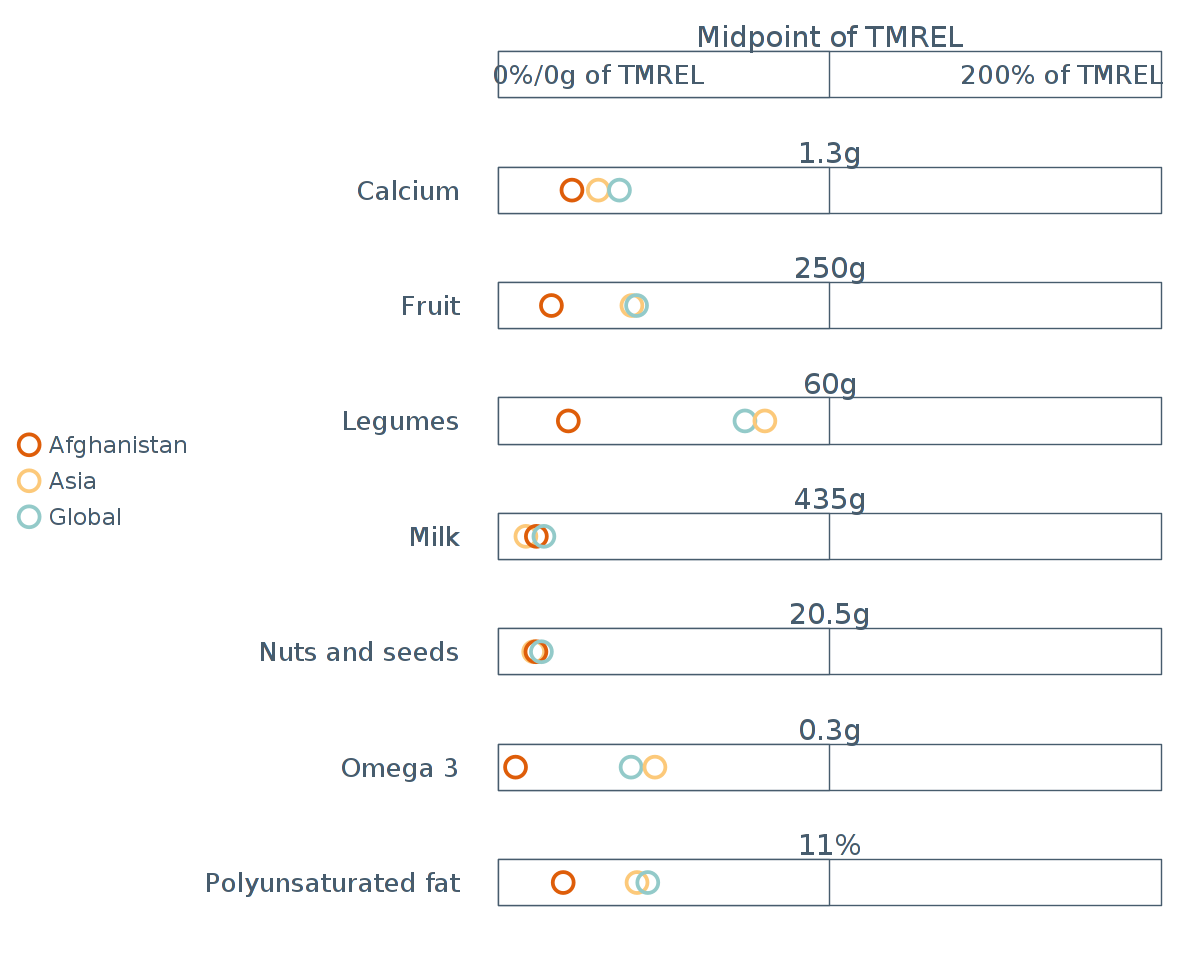 Midpoint of TMREL
0%/0g of TMREL
200% of TMREL
1.3g
Calcium
250g
Fruit
60g
Legumes
Afghanistan
Asia
Global
435g
Milk
20.5g
Nuts and seeds
0.3g
Omega 3
11%
Polyunsaturated fat